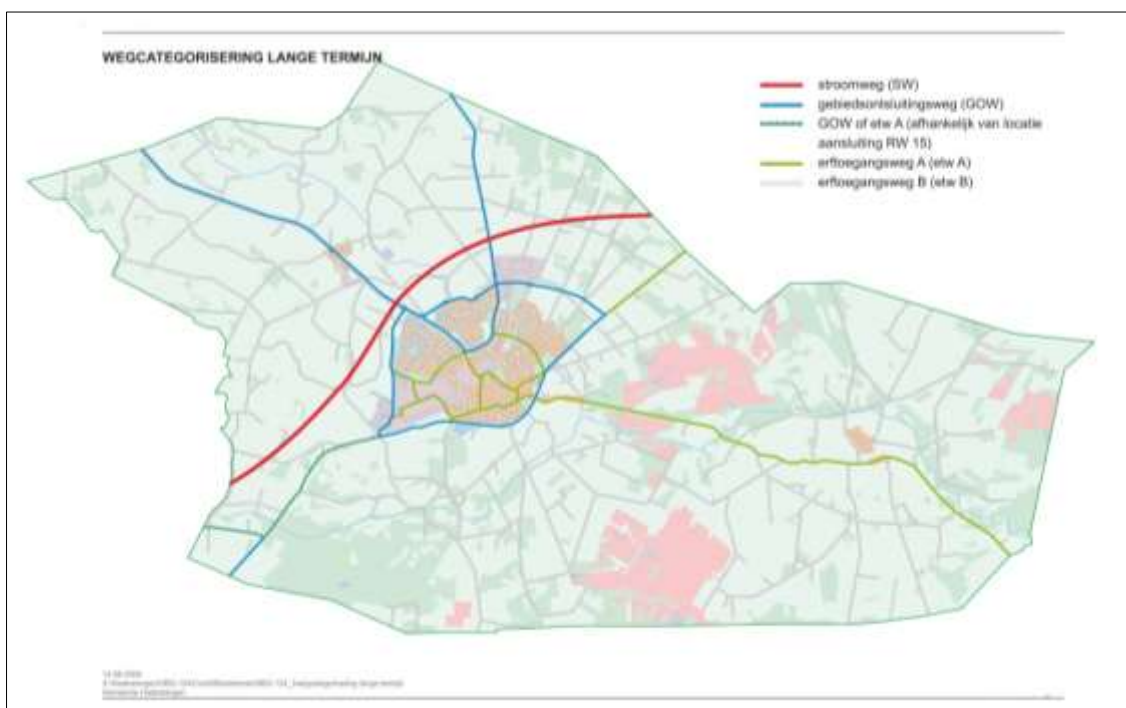 WEGCATEGORISERING LANGE TERMIJN
stroomweg (SW)
gebiedsontsluitingsweg (GOW)
GOW of etw A (afhankelijk van locatie
aansluiting RW 15)
erftoegangsweg A (etw A)
erftoegangsweg B (etw B)